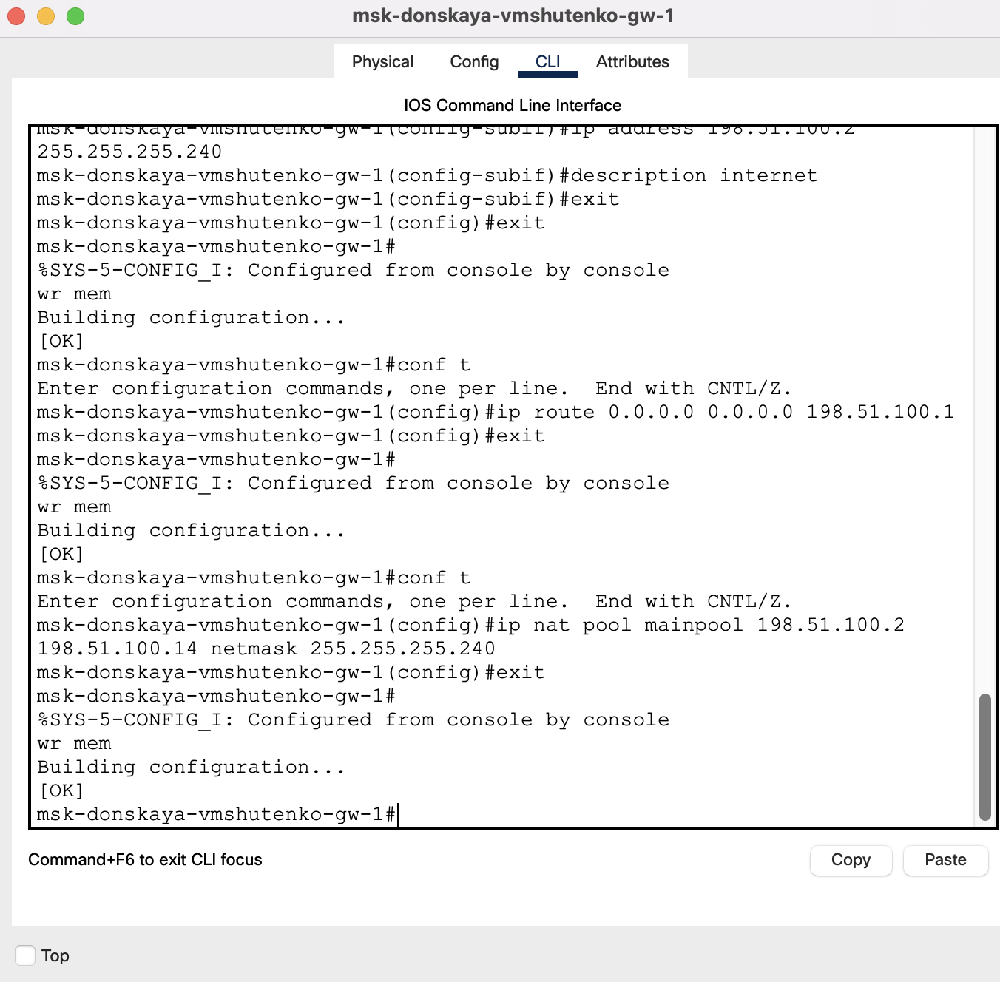 msk-donskaya-vmshutenko-gw-1
Physical Config CLI Attributes
IOS Command Line Interface
msk-donskaya-vmshutenko-gw-1(config-subif)#ip address 198.51.100.2
255.255.255.240
msk-donskaya-vmshutenko-gw-1(config-subif)#description internet
msk-donskaya-vmshutenko-gw-1(config-subif)#exit
msk-donskaya-vmshutenko-gw-1(config)#exit
msk-donskaya-vmshutenko-gw-1#
%SYS-5-CONFIG_I: Configured from console by console
wr mem
Building configuration...
[OK]
msk-donskaya-vmshutenko-gw-1#conf t
Enter configuration commands, one per line.  End with CNTL/Z.
msk-donskaya-vmshutenko-gw-1(config)#ip route 0.0.0.0 0.0.0.0 198.51.100.1
msk-donskaya-vmshutenko-gw-1(config)#exit
msk-donskaya-vmshutenko-gw-1#
%SYS-5-CONFIG_I: Configured from console by console
wr mem
Building configuration...
[OK]
msk-donskaya-vmshutenko-gw-1#conf t
Enter configuration commands, one per line.  End with CNTL/Z.
msk-donskaya-vmshutenko-gw-1(config)#ip nat pool mainpool 198.51.100.2
198.51.100.14 netmask 255.255.255.240
msk-donskaya-vmshutenko-gw-1(config)#exit
msk-donskaya-vmshutenko-gw-1#
%SYS-5-CONFIG_I: Configured from console by console
wr mem
Building configuration...
[OK]
msk-donskaya-vmshutenko-gw-1#
Command+F6 to exit CLI focus
Copy Paste
Top